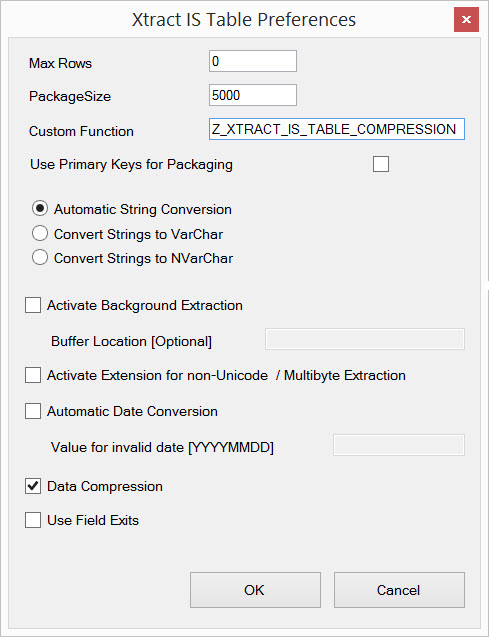 Xtract IS Table Preferences
Max Rows 0
PackageSize 5000
Custom Function Z_XTRACT_IS_TABLE_COMPRESSION
Use Primary Keys for Packaging
Automatic String Conversion
Convert Strings to VarChar
Convert Strings to NVarChar
Activate Background Extraction
Buffer Location [Optional]
Activate Extension for non-Unicode / Multibyte Extraction
Automatic Date Conversion
Value for invalid date [YYYYMMDD]
Data Compression
Use Field Exits
OK Cancel